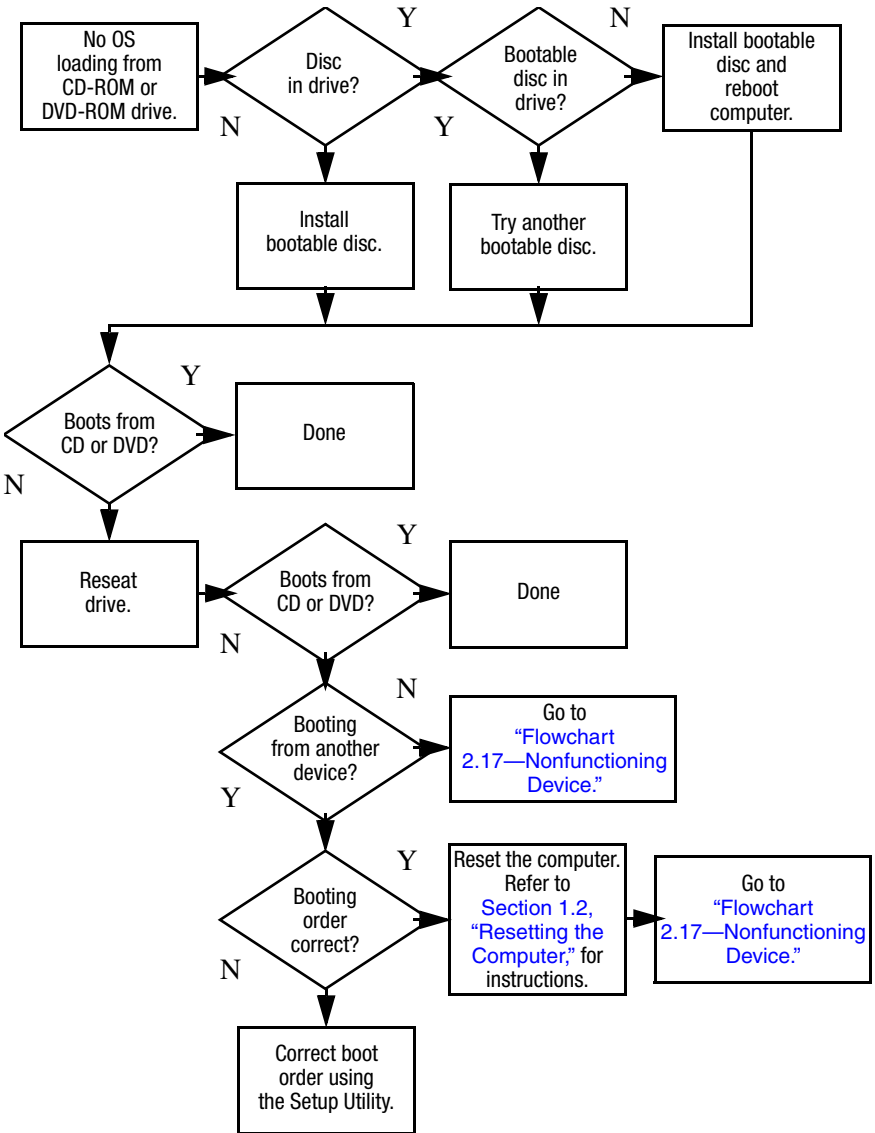 No OS
loading from
CD-ROM or
DVD-ROM drive.
Disc
in drive?
Y
N
Bootable
disc in
drive?
N
Y
Install bootable
disc and
reboot
computer.
Install
bootable disc.
Try another
bootable disc.
Boots from
CD or DVD?
Y
N
Done
Reseat
drive.
Boots from
CD or DVD?
Y
N
Done
Booting
from another
device?
N
Y
Go to
“Flowchart
2.17—Nonfunctioning
Device.”
Booting
order
correct?
Y
N
Reset the computer.
Refer to
Section 1.2,
“Resetting the
Computer,” for
instructions.
Go to
“Flowchart
2.17—Nonfunctioning
Device.”
Correct boot
order using
the Setup Utility.